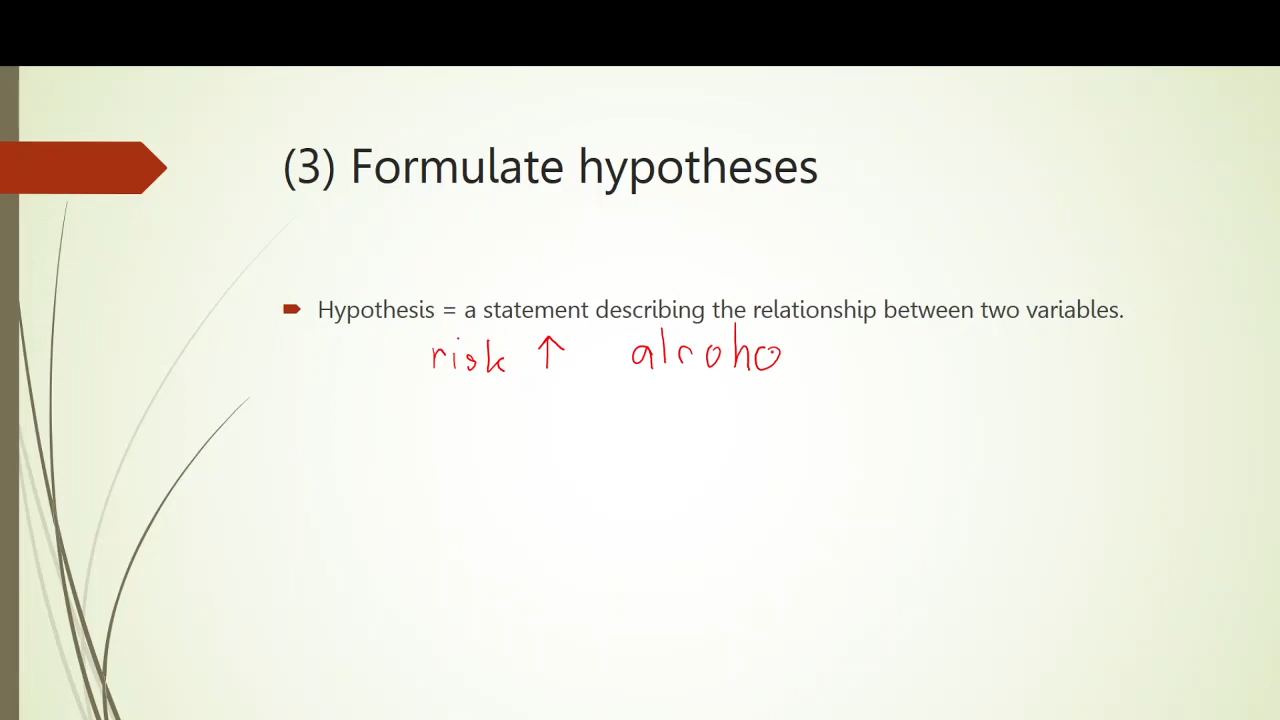 (3) Formulate hypotheses
Hypothesis = a statement describing the relationship between two variables.
risk ↑ alcoho